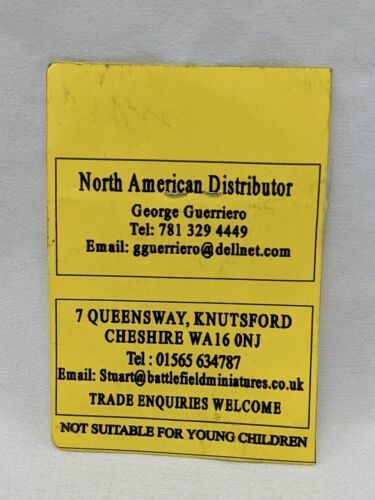 North American Distributor
George Guerriero
Tel: 781 329 4449
Email: gguerriero@dellnet.com
7 QUEENSWAY, KNUTSFORD
CHESHIRE WA16 0NJ
Tel : 01565 634787
Email: Stuart@battlefieldminiatures.co.uk
TRADE ENQUIRIES WELCOME
NOT SUITABLE FOR YOUNG CHILDREN